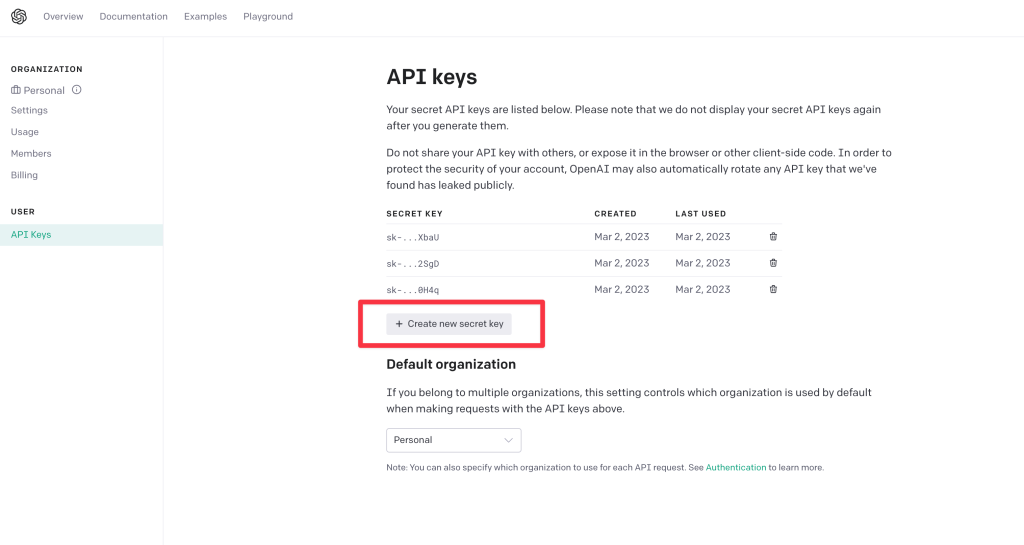 Overview Documentation Examples Playground
ORGANIZATION
Personal
Settings
Usage
Members
Billing
USER
API Keys
API keys
Your secret API keys are listed below. Please note that we do not display your secret API keys again
after you generate them.
Do not share your API key with others, or expose it in the browser or other client-side code. In order to
protect the security of your account, OpenAI may also automatically rotate any API key that we've
found has leaked publicly.
SECRET KEY CREATED LAST USED
sk-...XbaU Mar 2, 2023 Mar 2, 2023
sk-...2SgD Mar 2, 2023 Mar 2, 2023
sk-...0H4q Mar 2, 2023 Mar 2, 2023
+ Create new secret key
Default organization
If you belong to multiple organizations, this setting controls which organization is used by default
when making requests with the API keys above.
Personal
Note: You can also specify which organization to use for each API request. See Authentication to learn more.